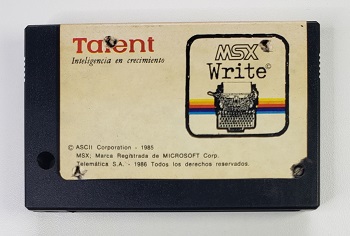 Talent
Inteligencia en crecimiento
MSX
Write©
© ASCII Corporation - 1985
MSX, Marca Registrada de MICROSOFT Corp.
Telemática S.A. - 1986 Todos los derechos reservados.